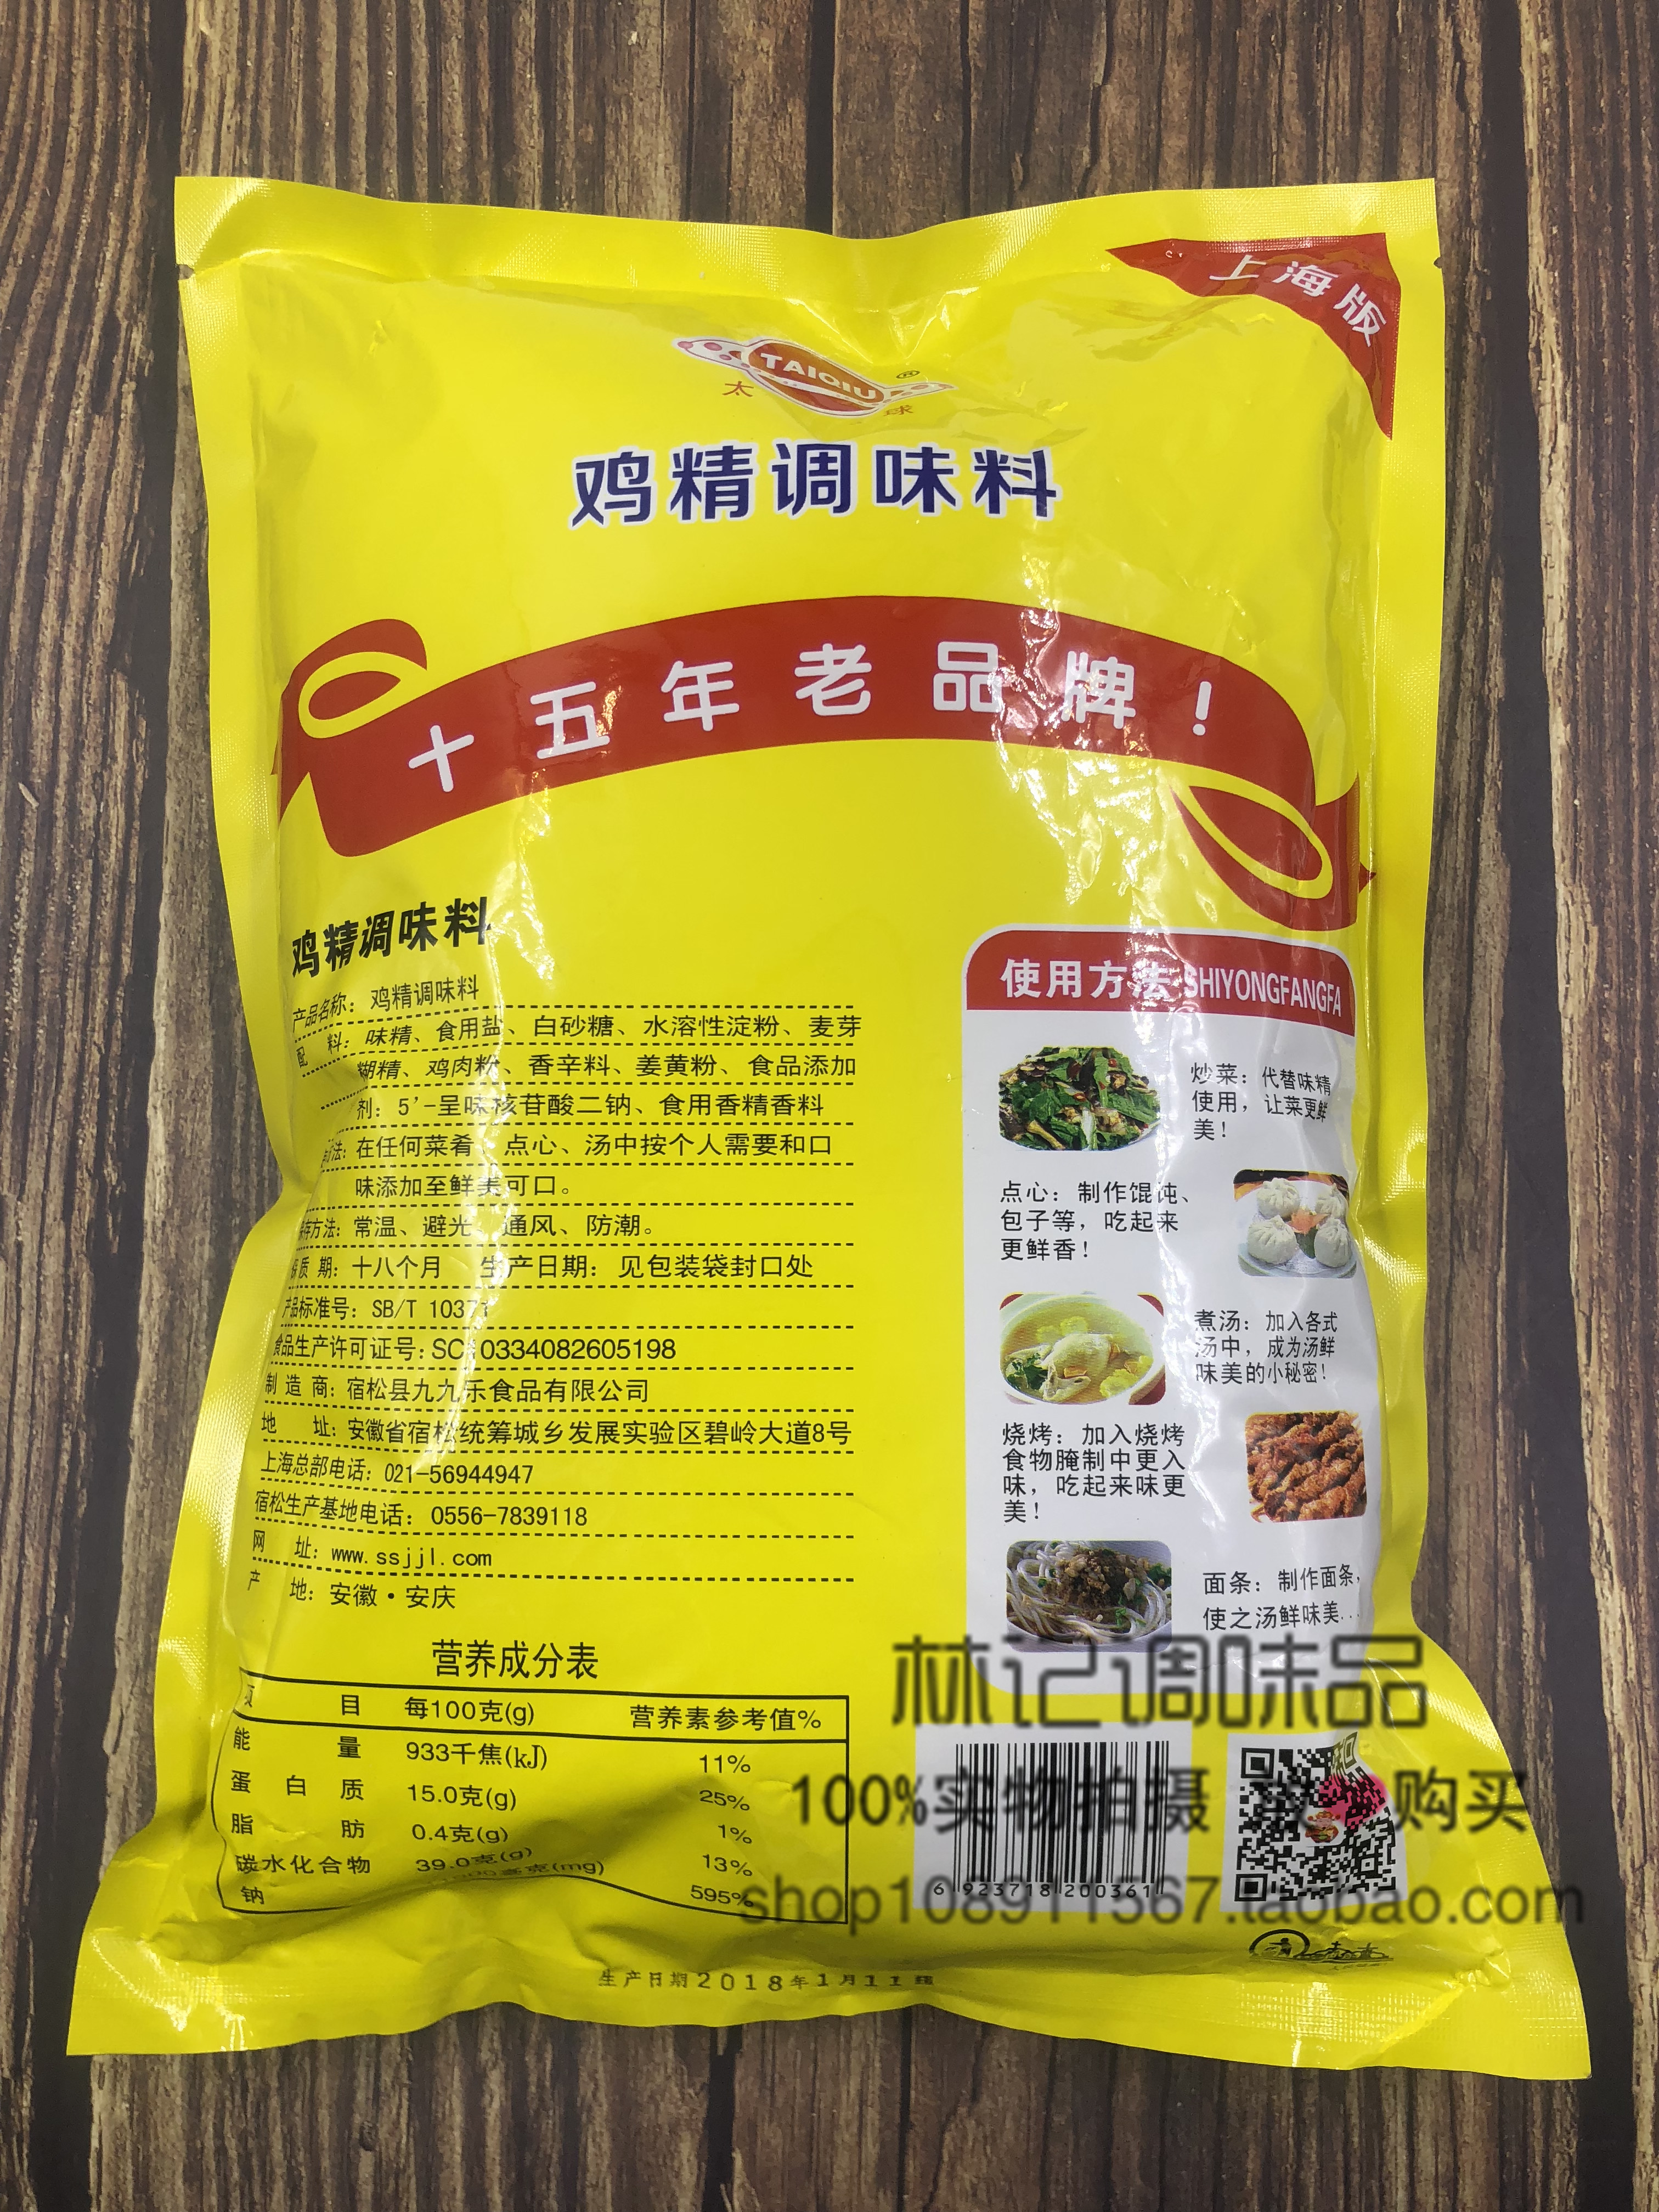 上海版
TAIQIU
®
太 球
鸡精调味料
十五年老品牌！
鸡精调味料
产品名称：鸡精调味料
配 料：味精、食用盐、白砂糖、水溶性淀粉、麦芽
糊精、鸡肉粉、香辛料、姜黄粉、食品添加
剂：5'-呈味核苷酸二钠、食用香精香料
法：在任何菜肴、点心、汤中按个人需要和口
味添加至鲜美可口。
方法：常温、避光、通风、防潮。
保质 期：十八个月 生产日期：见包装袋封口处
产品标准号：SB/T 10371
食品生产许可证号：SC10334082605198
制 造 商：宿松县九九乐食品有限公司
地 址：安徽省宿松统筹城乡发展实验区碧岭大道8号
上海总部电话：021-56944947
宿松生产基地电话：0556-7839118
网 址：www.ssjjl.com
产 地：安徽·安庆
营养成分表
项 目 每100克(g) 营养素参考值%
能 量 933千焦(kJ) 11%
蛋 白 质 15.0克(g) 25%
脂 肪 0.4克(g) 1%
碳水化合物 39.0克(g) 13%
钠 毫克(mg) 595%
使用方法 SHIYONGFANGFA
炒菜：代替味精
使用，让菜更鲜
美！
点心：制作馄饨、
包子等，吃起来
更鲜香！
煮汤：加入各式
汤中，成为汤鲜
味美的小秘密！
烧烤：加入烧烤
食物腌制中更入
味，吃起来味更
美！
面条：制作面条，
使之汤鲜味美...
林记调味品
100%实物拍摄 购买
6 923718 200361
shop108911567.taobao.com
生产日期2018年1月11日